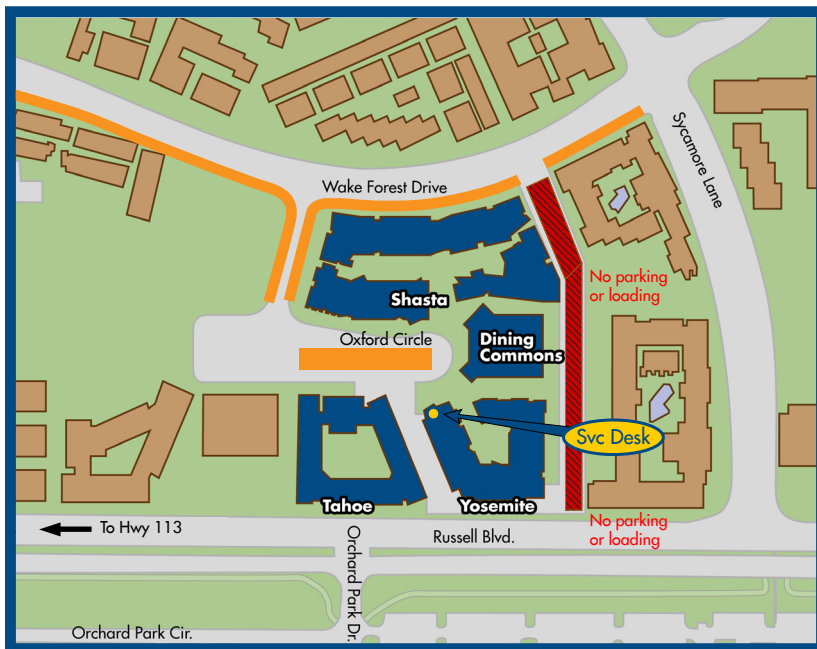 Sycamore Lane
Wake Forest Drive
No parking
or loading
Shasta
Oxford Circle
Dining
Commons
Svc Desk
Tahoe
Yosemite
No parking
or loading
To Hwy 113
Russell Blvd.
Orchard Park Dr.
Orchard Park Cir.